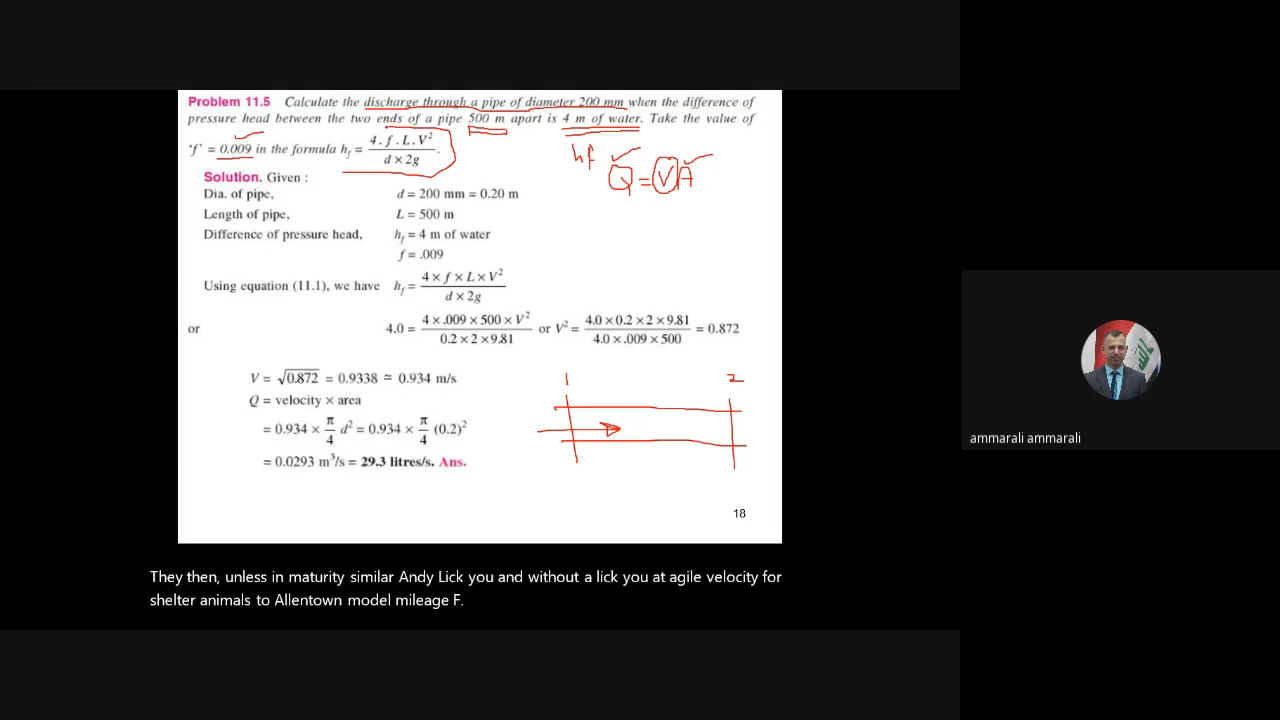 Problem 11.5 Calculate the discharge through a pipe of diameter 200 mm when the difference of
pressure head between the two ends of a pipe 500 m apart is 4 m of water. Take the value of
'f' = 0.009 in the formula h_f = 4.f.L.V² / d × 2g.
hf
Q = VA
Solution. Given :
Dia. of pipe, d = 200 mm = 0.20 m
Length of pipe, L = 500 m
Difference of pressure head, h_f = 4 m of water
f = .009
Using equation (11.1), we have h_f = 4 × f × L × V² / d × 2g
or 4.0 = 4 × .009 × 500 × V² / 0.2 × 2 × 9.81 or V² = 4.0 × 0.2 × 2 × 9.81 / 4.0 × .009 × 500 = 0.872
V = √0.872 = 0.9338 ≃ 0.934 m/s
1 2
Q = velocity × area
= 0.934 × π/4 d² = 0.934 × π/4 (0.2)²
= 0.0293 m³/s = 29.3 litres/s. Ans.
18
ammarali ammarali
They then, unless in maturity similar Andy Lick you and without a lick you at agile velocity for
shelter animals to Allentown model mileage F.